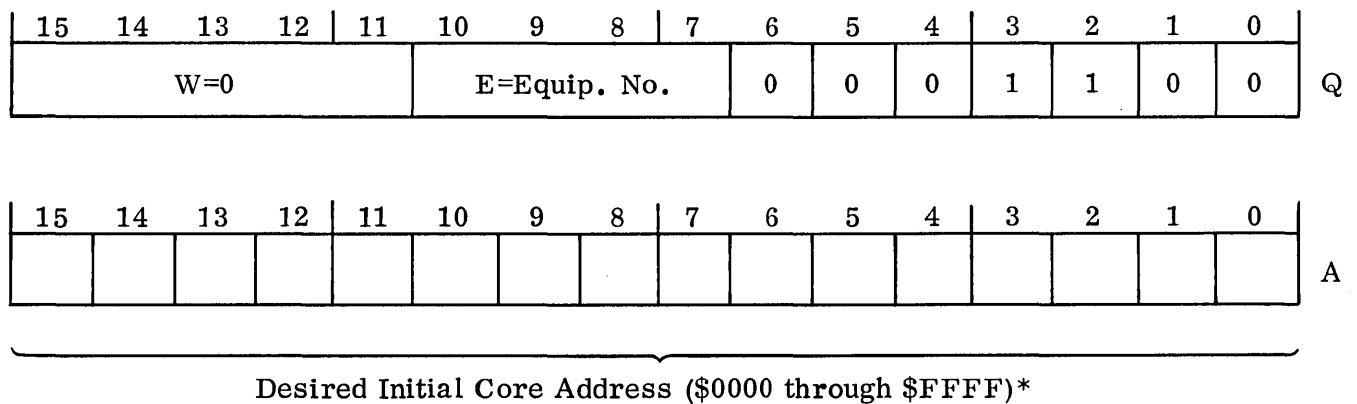 15 14 13 12 11 10 9 8 7 6 5 4 3 2 1 0
W=0 E=Equip. No. 0 0 0 1 1 0 0 Q
15 14 13 12 11 10 9 8 7 6 5 4 3 2 1 0
A
Desired Initial Core Address ($0000 through $FFFF)*